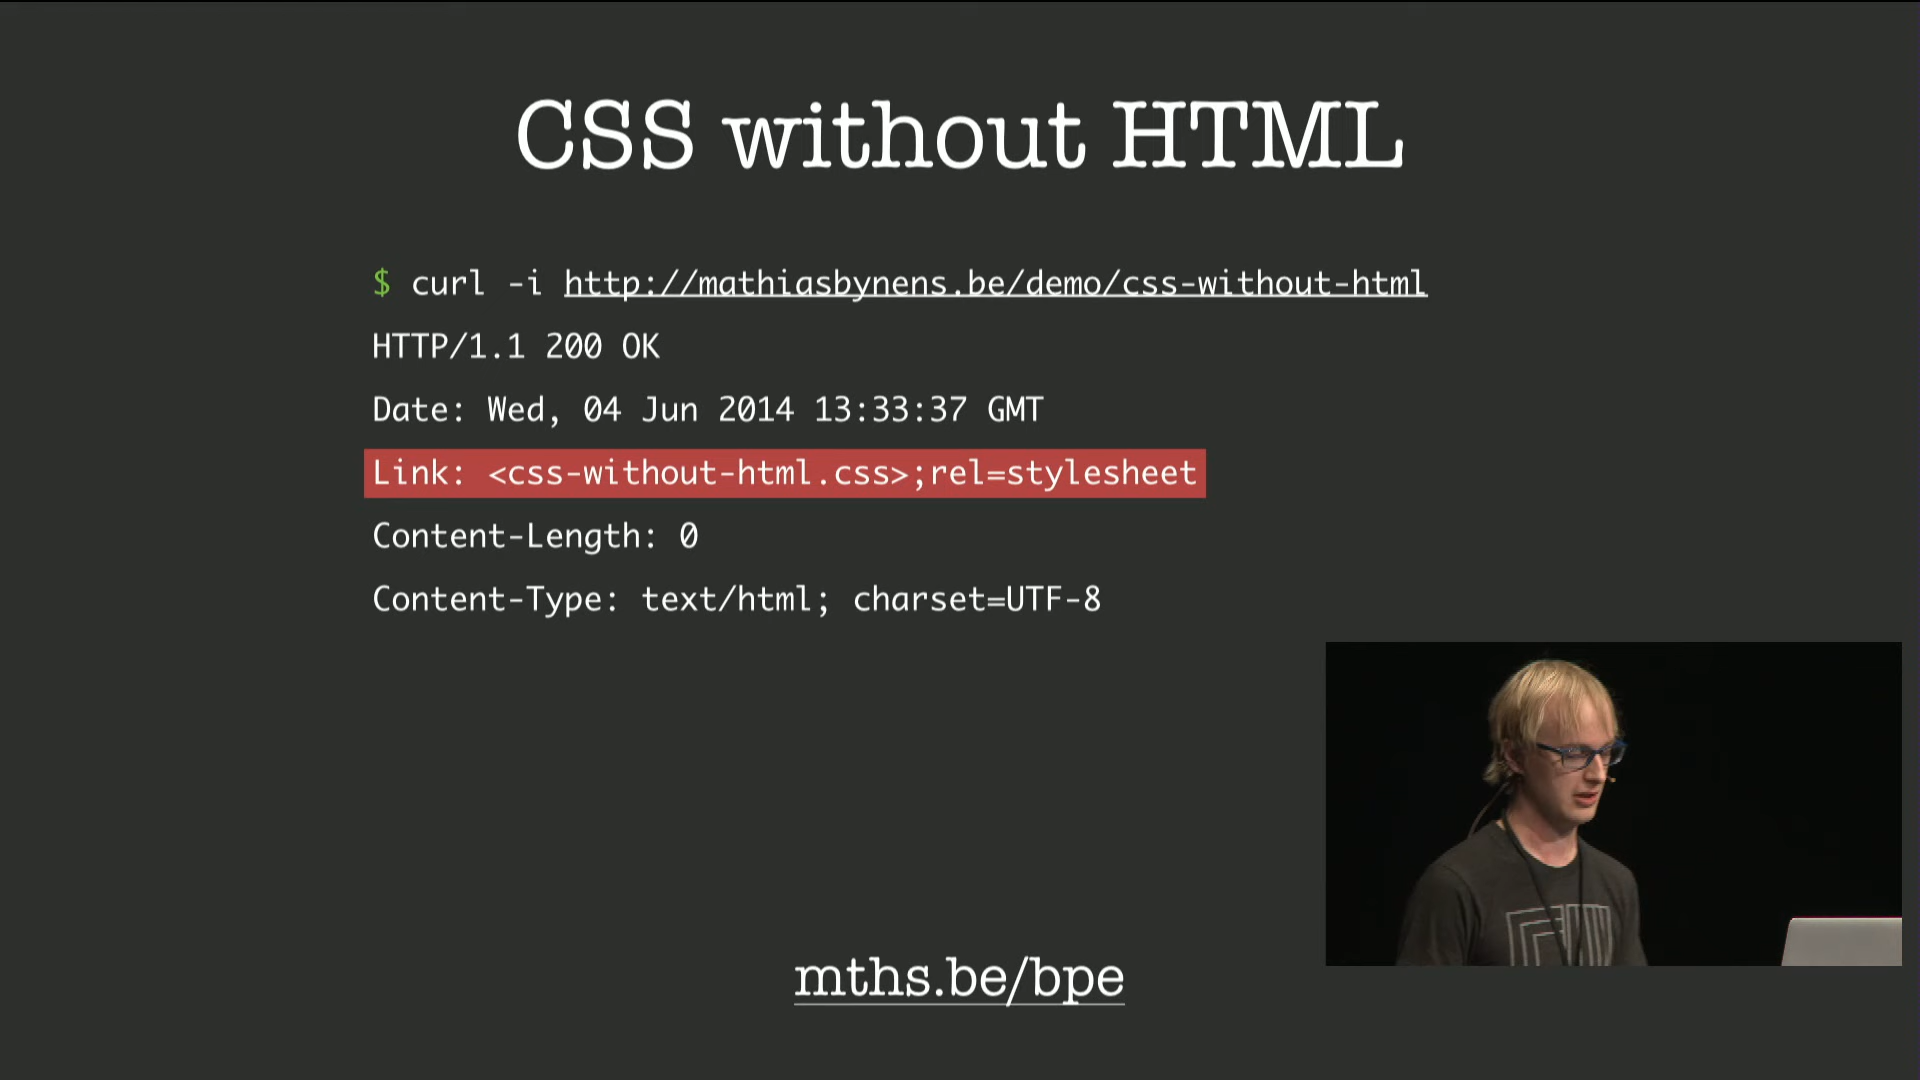 CSS without HTML
$ curl -i http://mathiasbynens.be/demo/css-without-html
HTTP/1.1 200 OK
Date: Wed, 04 Jun 2014 13:33:37 GMT
Link: <css-without-html.css>;rel=stylesheet
Content-Length: 0
Content-Type: text/html; charset=UTF-8
mths.be/bpe